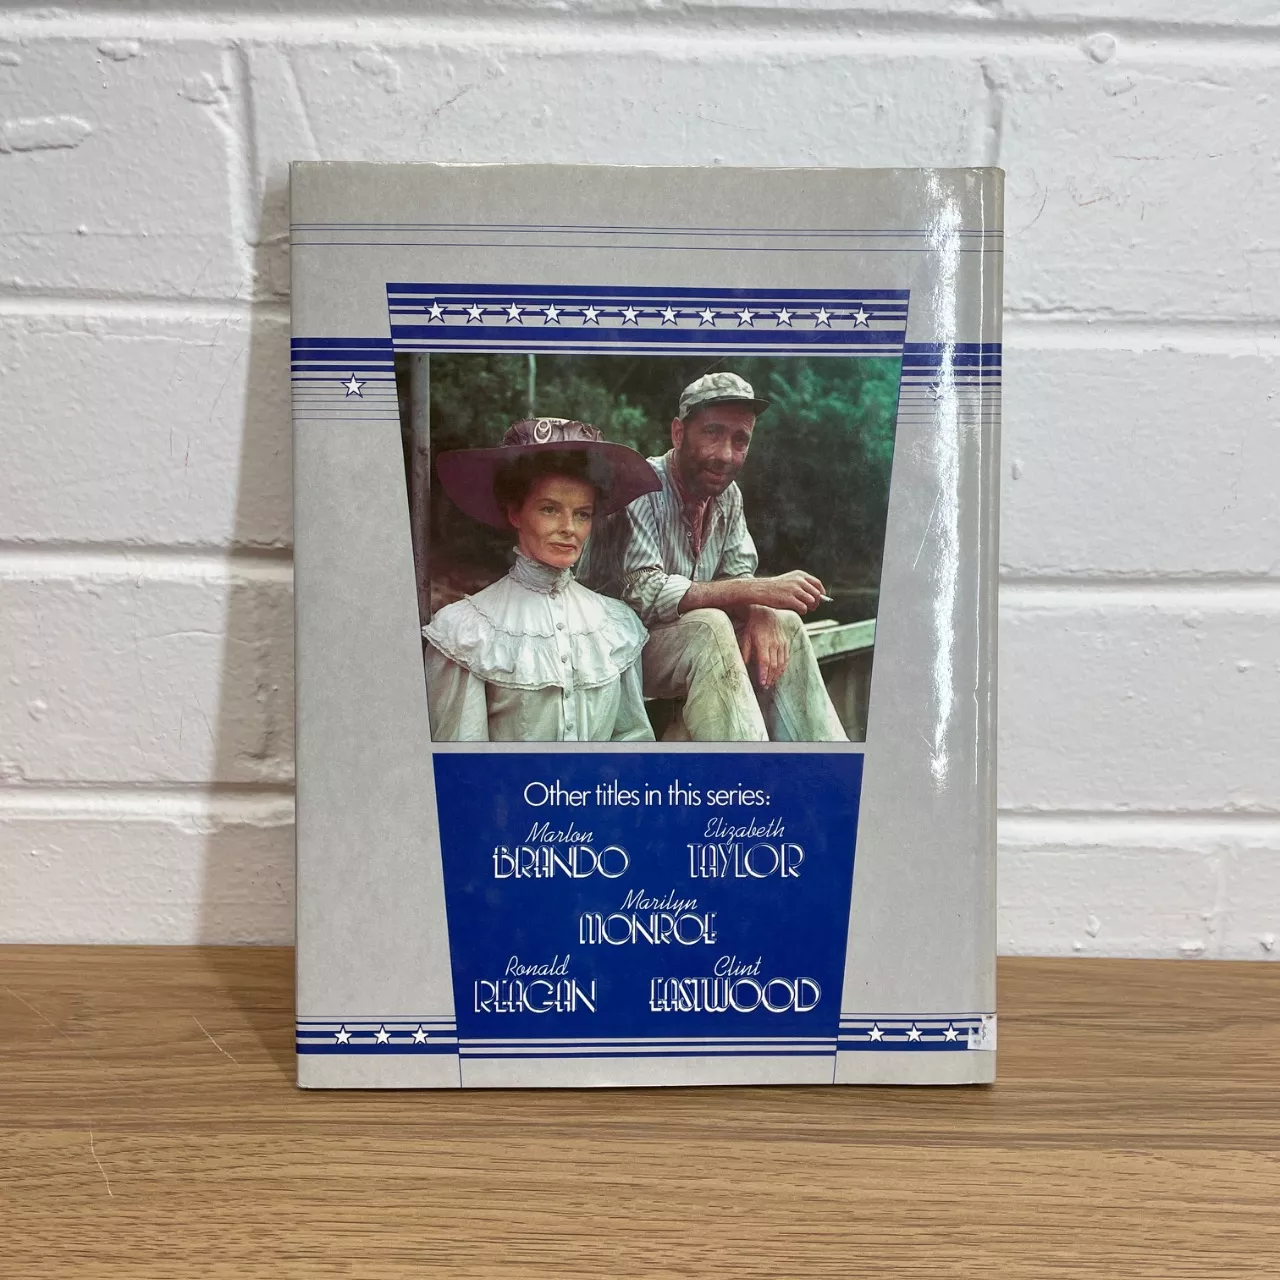 Other titles in this series:
Marlon Elizabeth
BRANDO TAYLOR
Marilyn
MONROE
Ronald Clint
REAGAN EASTWOOD